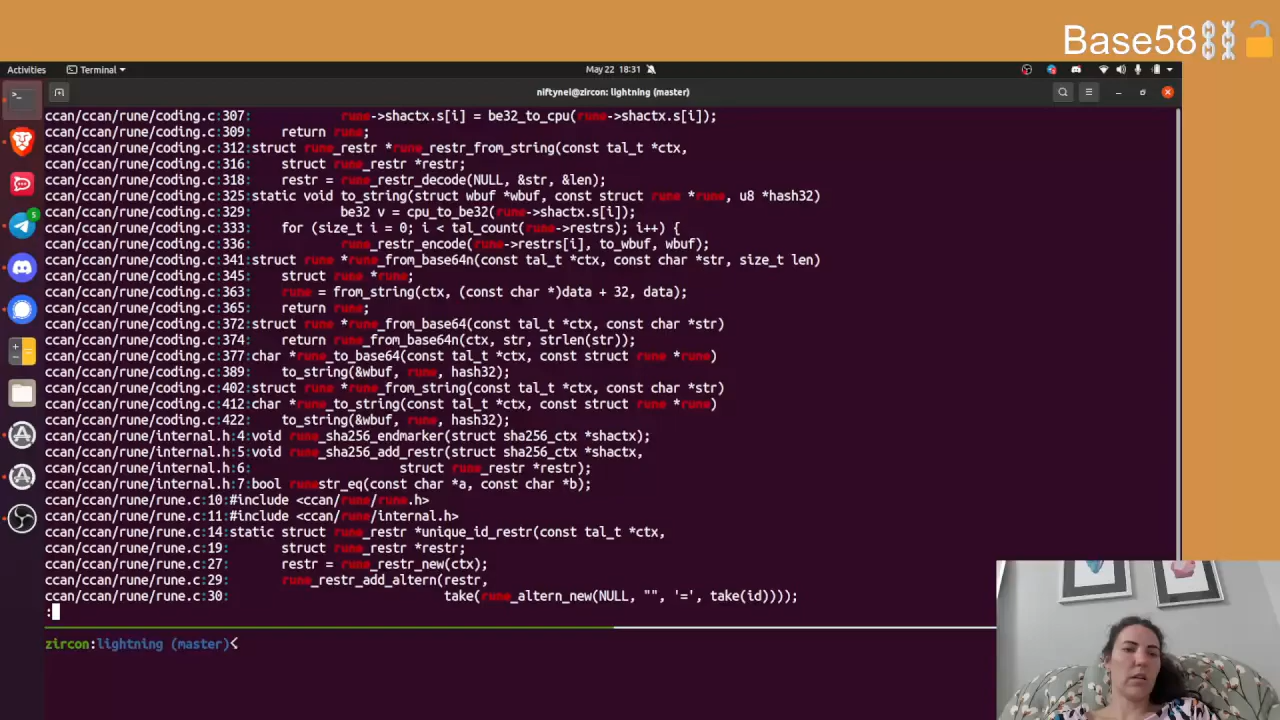 Base58⛓️⛓️🔓
Activities
Terminal
May 22 18:31
niftynei@zircon: lightning (master)
ccan/ccan/rune/coding.c:307: rune->shactx.s[i] = be32_to_cpu(rune->shactx.s[i]);
ccan/ccan/rune/coding.c:309: return rune;
ccan/ccan/rune/coding.c:312:struct rune_restr *rune_restr_from_string(const tal_t *ctx,
ccan/ccan/rune/coding.c:316: struct rune_restr *restr;
ccan/ccan/rune/coding.c:318: restr = rune_restr_decode(NULL, &str, &len);
ccan/ccan/rune/coding.c:325:static void to_string(struct wbuf *wbuf, const struct rune *rune, u8 *hash32)
ccan/ccan/rune/coding.c:329: be32 v = cpu_to_be32(rune->shactx.s[i]);
ccan/ccan/rune/coding.c:333: for (size_t i = 0; i < tal_count(rune->restrs); i++) {
ccan/ccan/rune/coding.c:336: rune_restr_encode(rune->restrs[i], to_wbuf, wbuf);
ccan/ccan/rune/coding.c:341:struct rune *rune_from_base64n(const tal_t *ctx, const char *str, size_t len)
ccan/ccan/rune/coding.c:345: struct rune *rune;
ccan/ccan/rune/coding.c:363: rune = from_string(ctx, (const char *)data + 32, data);
ccan/ccan/rune/coding.c:365: return rune;
ccan/ccan/rune/coding.c:372:struct rune *rune_from_base64(const tal_t *ctx, const char *str)
ccan/ccan/rune/coding.c:374: return rune_from_base64n(ctx, str, strlen(str));
ccan/ccan/rune/coding.c:377:char *rune_to_base64(const tal_t *ctx, const struct rune *rune)
ccan/ccan/rune/coding.c:389: to_string(&wbuf, rune, hash32);
ccan/ccan/rune/coding.c:402:struct rune *rune_from_string(const tal_t *ctx, const char *str)
ccan/ccan/rune/coding.c:412:char *rune_to_string(const tal_t *ctx, const struct rune *rune)
ccan/ccan/rune/coding.c:422: to_string(&wbuf, rune, hash32);
ccan/ccan/rune/internal.h:4:void rune_sha256_endmarker(struct sha256_ctx *shactx);
ccan/ccan/rune/internal.h:5:void rune_sha256_add_restr(struct sha256_ctx *shactx,
ccan/ccan/rune/internal.h:6: struct rune_restr *restr);
ccan/ccan/rune/internal.h:7:bool runestr_eq(const char *a, const char *b);
ccan/ccan/rune/rune.c:10:#include <ccan/rune/rune.h>
ccan/ccan/rune/rune.c:11:#include <ccan/rune/internal.h>
ccan/ccan/rune/rune.c:14:static struct rune_restr *unique_id_restr(const tal_t *ctx,
ccan/ccan/rune/rune.c:19: struct rune_restr *restr;
ccan/ccan/rune/rune.c:27: restr = rune_restr_new(ctx);
ccan/ccan/rune/rune.c:29: rune_restr_add_altern(restr,
ccan/ccan/rune/rune.c:30: take(rune_altern_new(NULL, "", '=', take(id))));
:
zircon:lightning (master)<